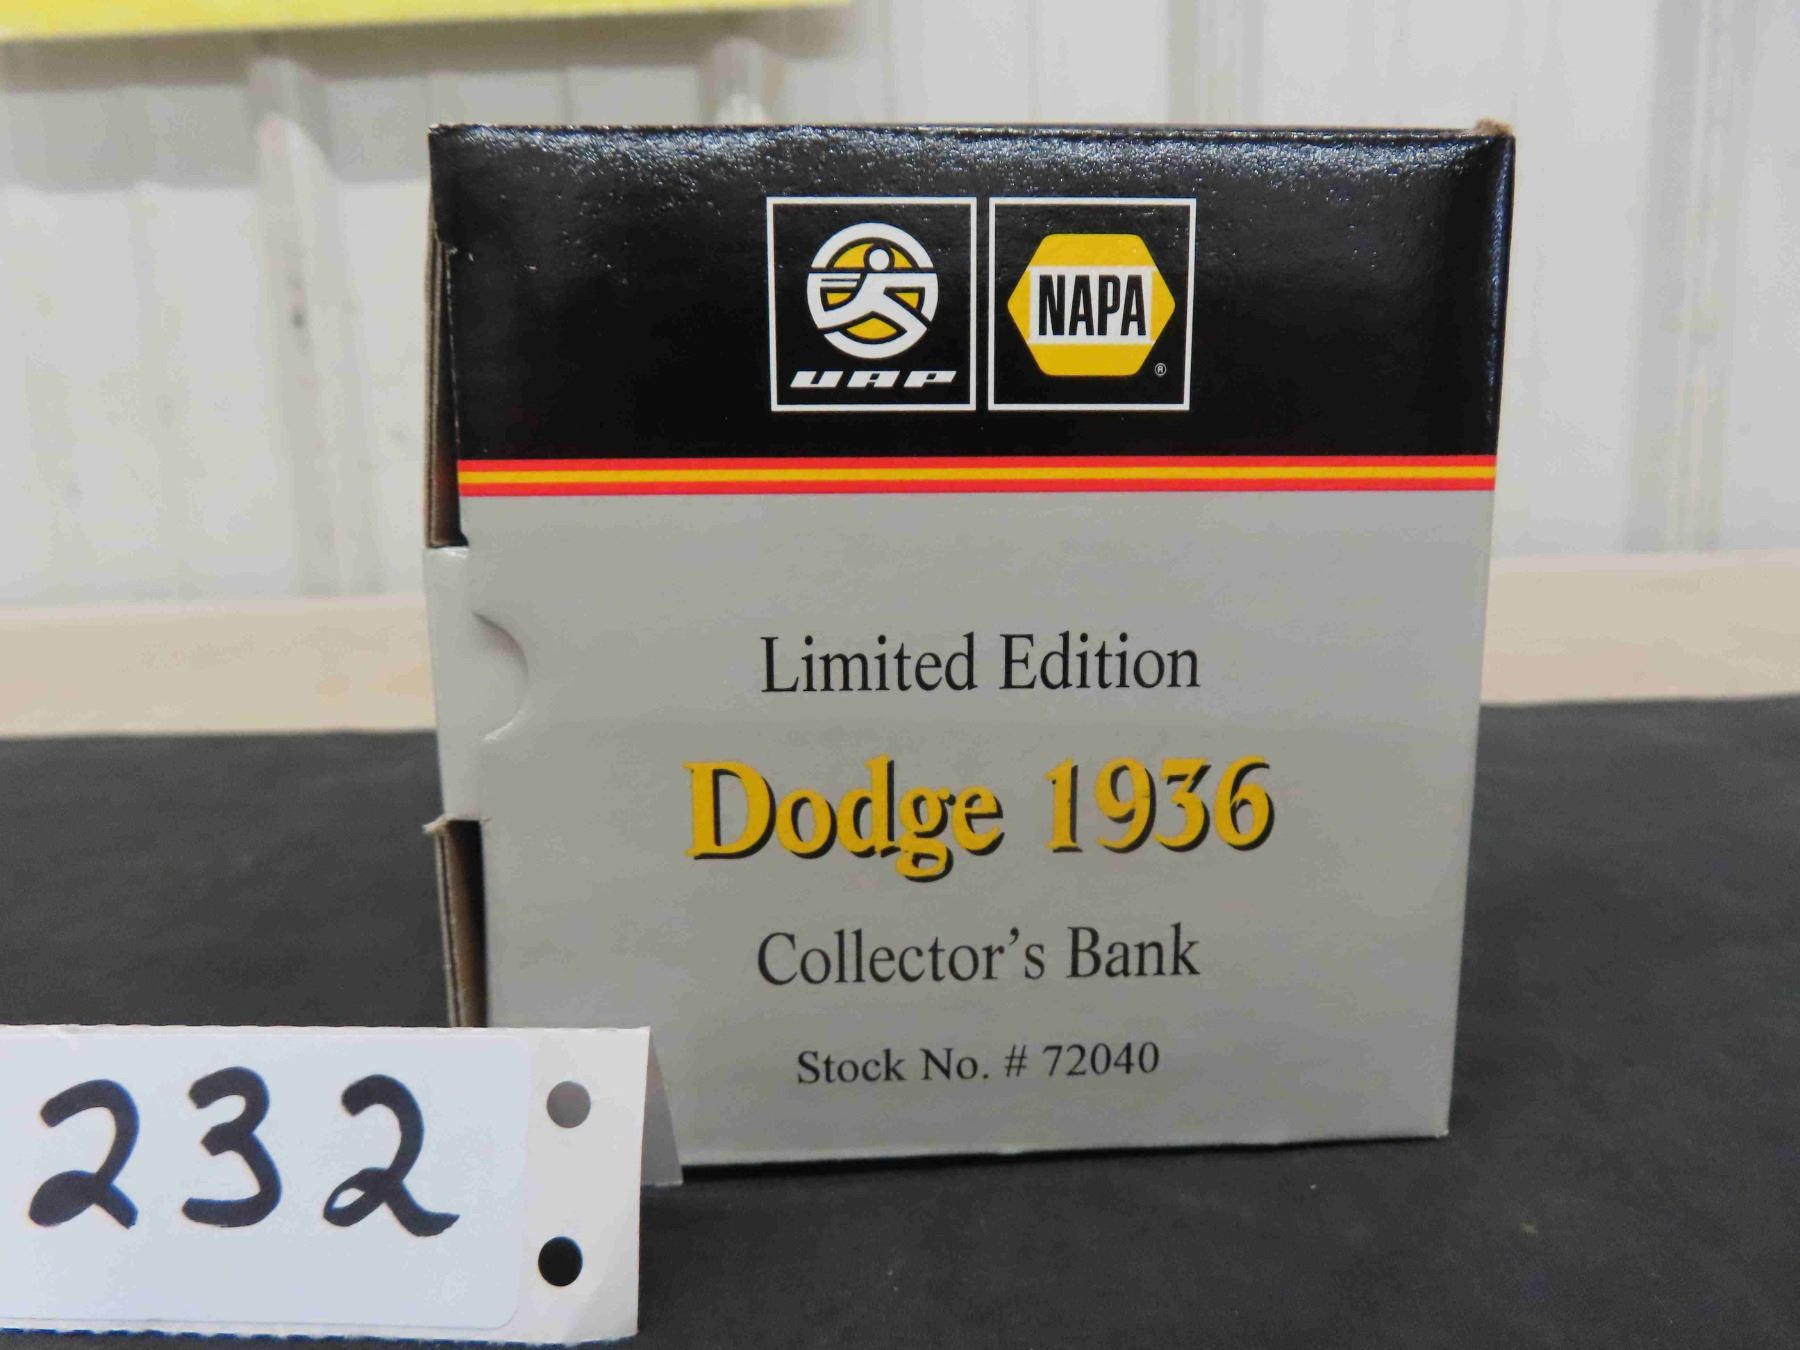 UAP
NAPA
®
Limited Edition
Dodge 1936
Collector's Bank
Stock No. # 72040
232